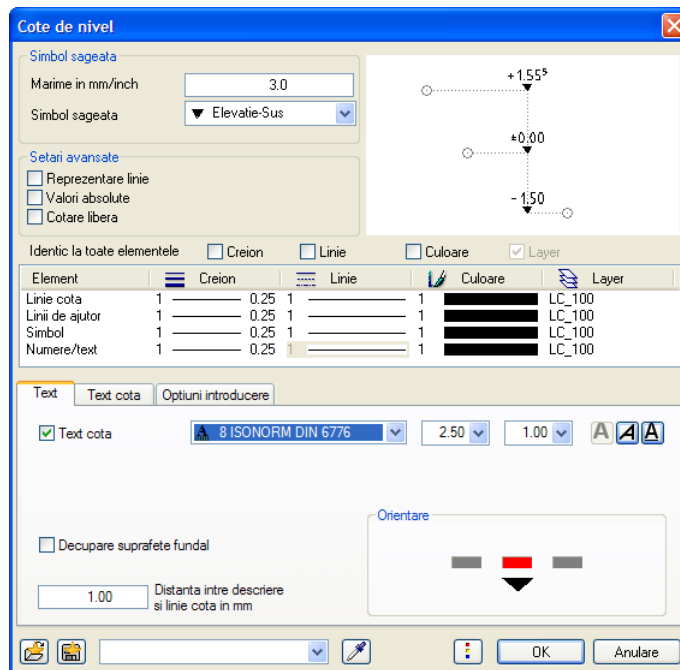 Cote de nivel
Simbol sageata
Marime in mm/inch 3.0
Simbol sageata Elevatie-Sus
+1.55⁵
±0.00
-1.50
Setari avansate
Reprezentare linie
Valori absolute
Cotare libera
Identic la toate elementele Creion Linie Culoare Layer
Element Creion Linie Culoare Layer
Linie cota 1 0.25 1 1 LC_100
Linii de ajutor 1 0.25 1 1 LC_100
Simbol 1 0.25 1 1 LC_100
Numere/text 1 0.25 1 1 LC_100
Text Text cota Optiuni introducere
Text cota A 8 ISONORM DIN 6776 2.50 1.00 A A A
Orientare
Decupare suprafete fundal
1.00 Distanta intre descriere
si linie cota in mm
OK Anulare